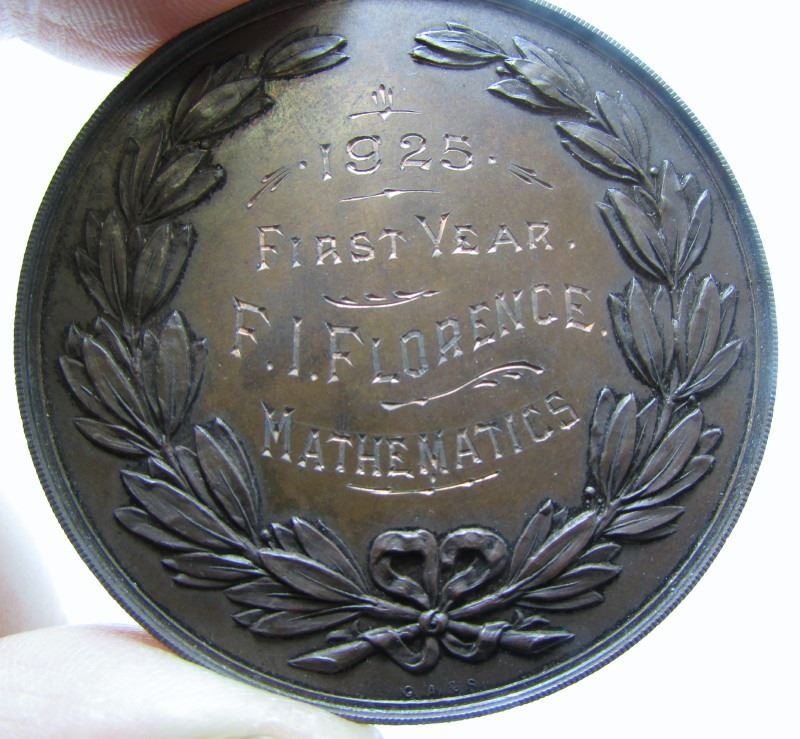 1925.
FIRST YEAR.
F. I. FLORENCE.
MATHEMATICS